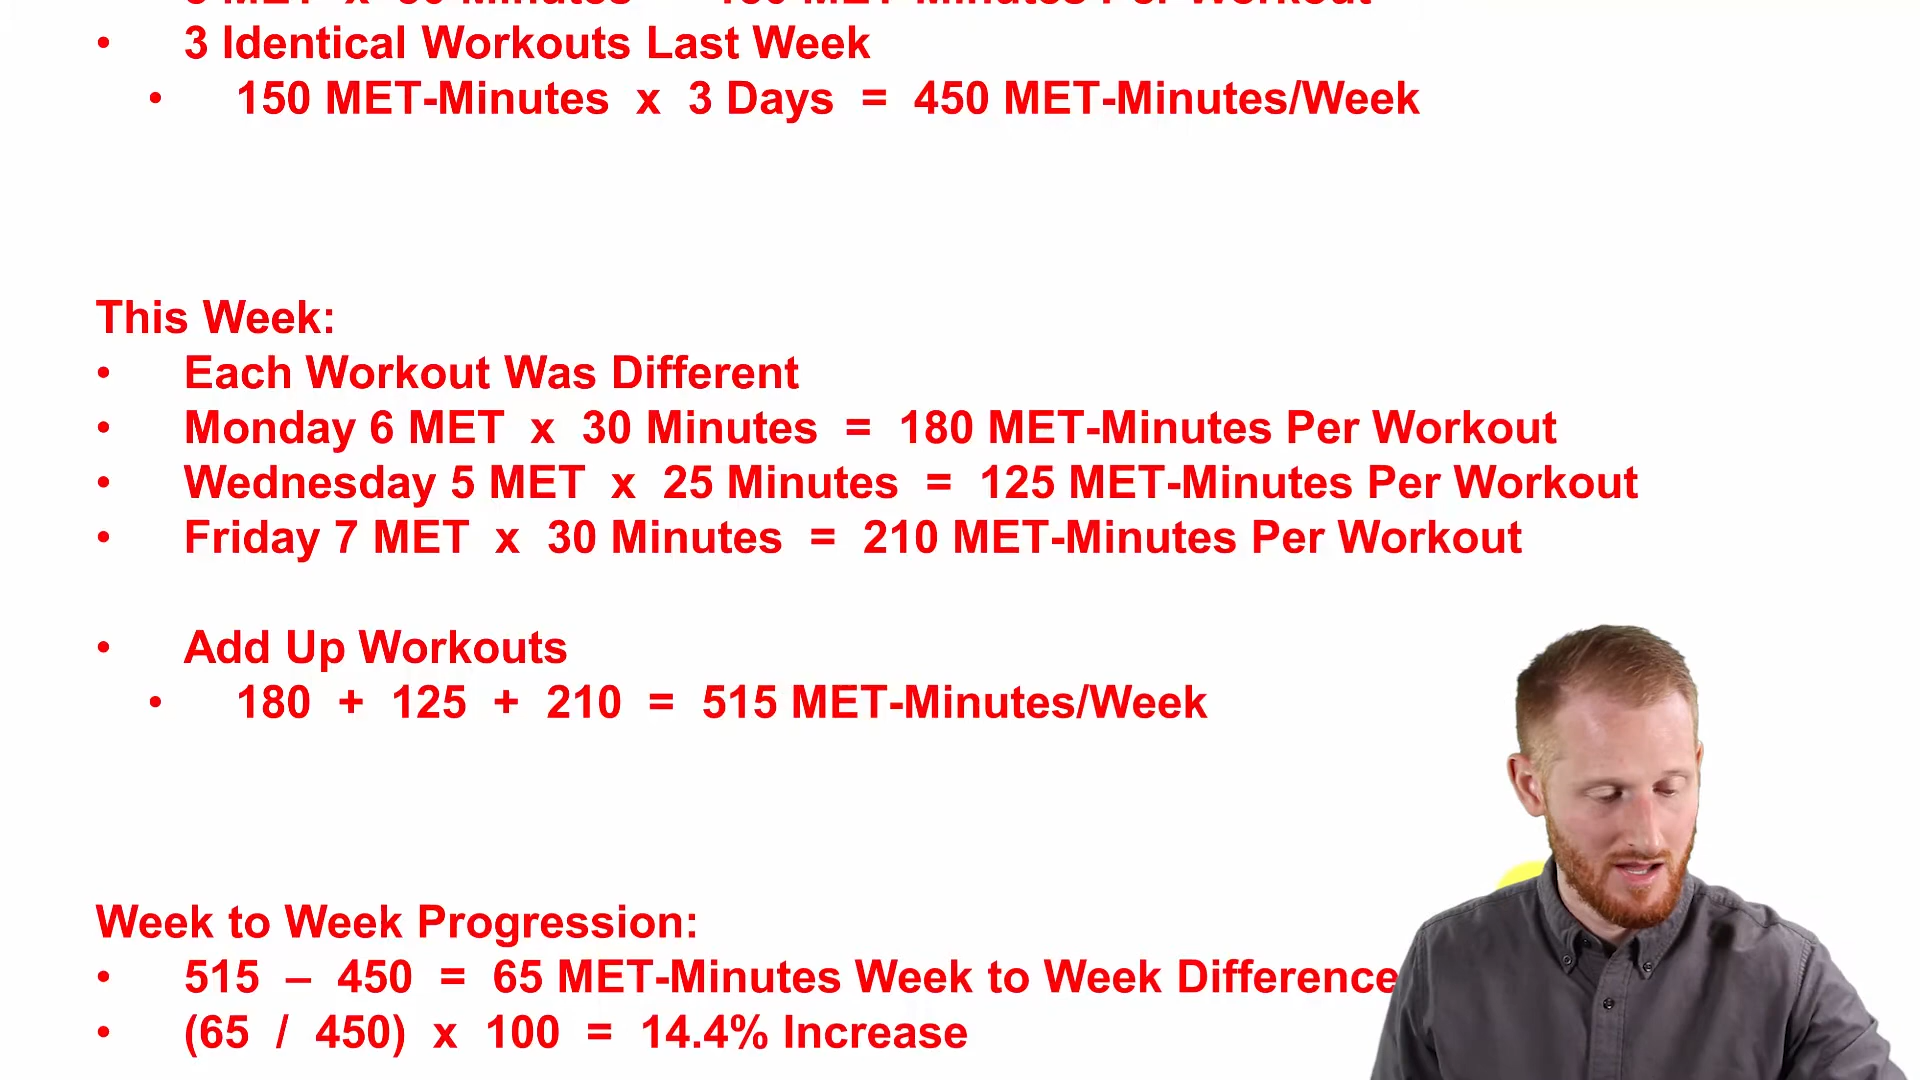 • 3 Identical Workouts Last Week
• 150 MET-Minutes x 3 Days = 450 MET-Minutes/Week
This Week:
• Each Workout Was Different
• Monday 6 MET x 30 Minutes = 180 MET-Minutes Per Workout
• Wednesday 5 MET x 25 Minutes = 125 MET-Minutes Per Workout
• Friday 7 MET x 30 Minutes = 210 MET-Minutes Per Workout
• Add Up Workouts
• 180 + 125 + 210 = 515 MET-Minutes/Week
Week to Week Progression:
• 515 – 450 = 65 MET-Minutes Week to Week Difference
• (65 / 450) x 100 = 14.4% Increase